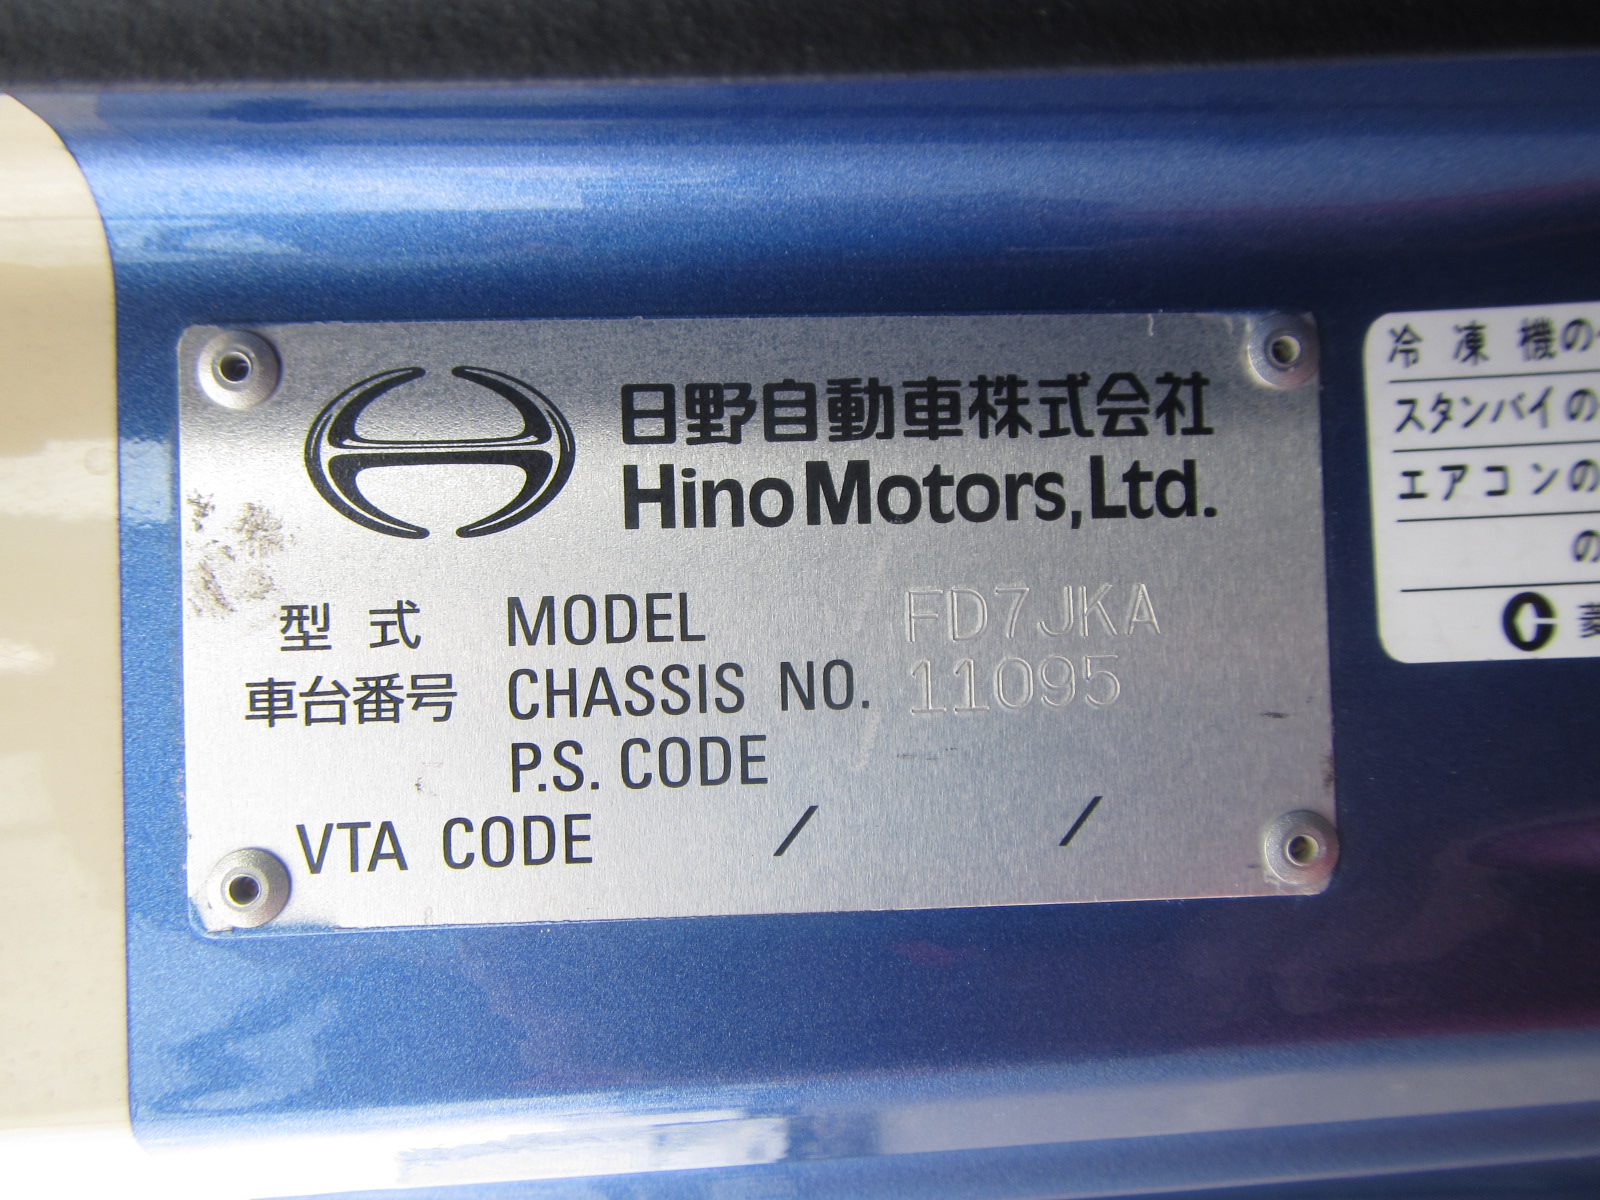 日野自動車株式会社
Hino Motors, Ltd.
型式 MODEL FD7JKA
車台番号 CHASSIS NO. 11095
P.S. CODE
VTA CODE / /
冷凍機の
スタンバイの
エアコンの
の
菱